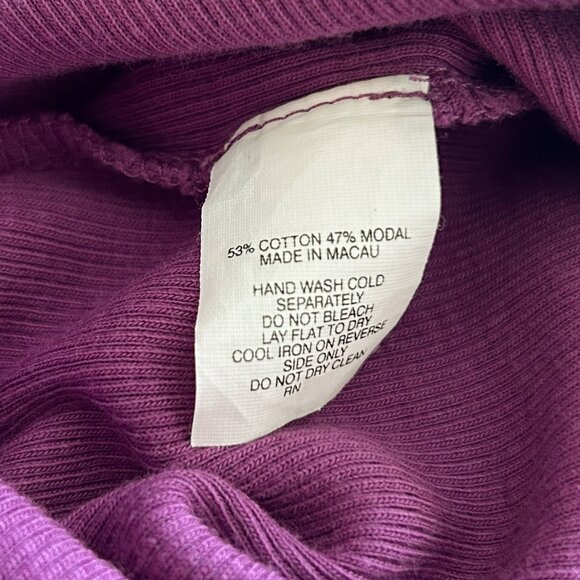 53% COTTON 47% MODAL
MADE IN MACAU
HAND WASH COLD
SEPARATELY
DO NOT BLEACH
LAY FLAT TO DRY
COOL IRON ON REVERSE
SIDE ONLY
DO NOT DRY CLEAN
RN